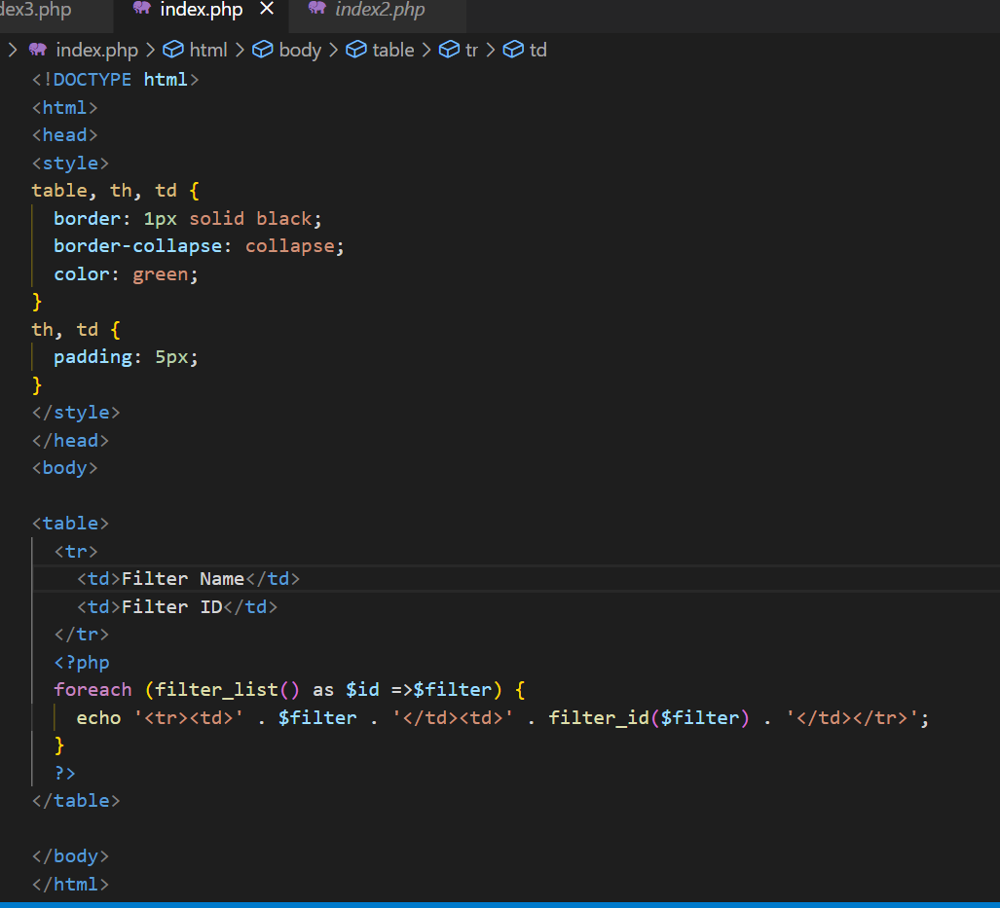 dex3.php index.php × index2.php
> index.php > html > body > table > tr > td
<!DOCTYPE html>
<html>
<head>
<style>
table, th, td {
  border: 1px solid black;
  border-collapse: collapse;
  color: green;
}
th, td {
  padding: 5px;
}
</style>
</head>
<body>

<table>
  <tr>
    <td>Filter Name</td>
    <td>Filter ID</td>
  </tr>
  <?php
  foreach (filter_list() as $id =>$filter) {
    echo '<tr><td>' . $filter . '</td><td>' . filter_id($filter) . '</td></tr>';
  }
  ?>
</table>

</body>
</html>